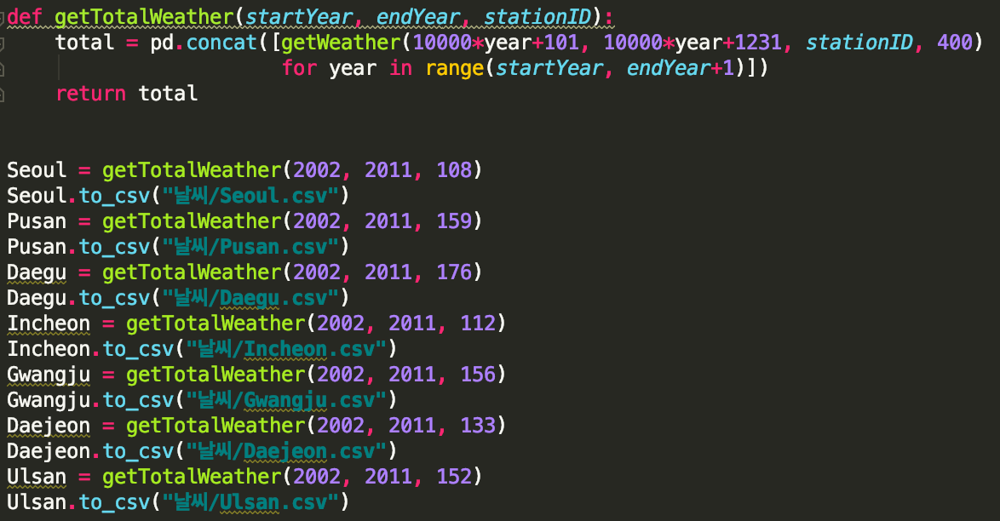 def getTotalWeather(startYear, endYear, stationID):
    total = pd.concat([getWeather(10000*year+101, 10000*year+1231, stationID, 400)
                       for year in range(startYear, endYear+1)])
    return total
Seoul = getTotalWeather(2002, 2011, 108)
Seoul.to_csv("날씨/Seoul.csv")
Pusan = getTotalWeather(2002, 2011, 159)
Pusan.to_csv("날씨/Pusan.csv")
Daegu = getTotalWeather(2002, 2011, 176)
Daegu.to_csv("날씨/Daegu.csv")
Incheon = getTotalWeather(2002, 2011, 112)
Incheon.to_csv("날씨/Incheon.csv")
Gwangju = getTotalWeather(2002, 2011, 156)
Gwangju.to_csv("날씨/Gwangju.csv")
Daejeon = getTotalWeather(2002, 2011, 133)
Daejeon.to_csv("날씨/Daejeon.csv")
Ulsan = getTotalWeather(2002, 2011, 152)
Ulsan.to_csv("날씨/Ulsan.csv")